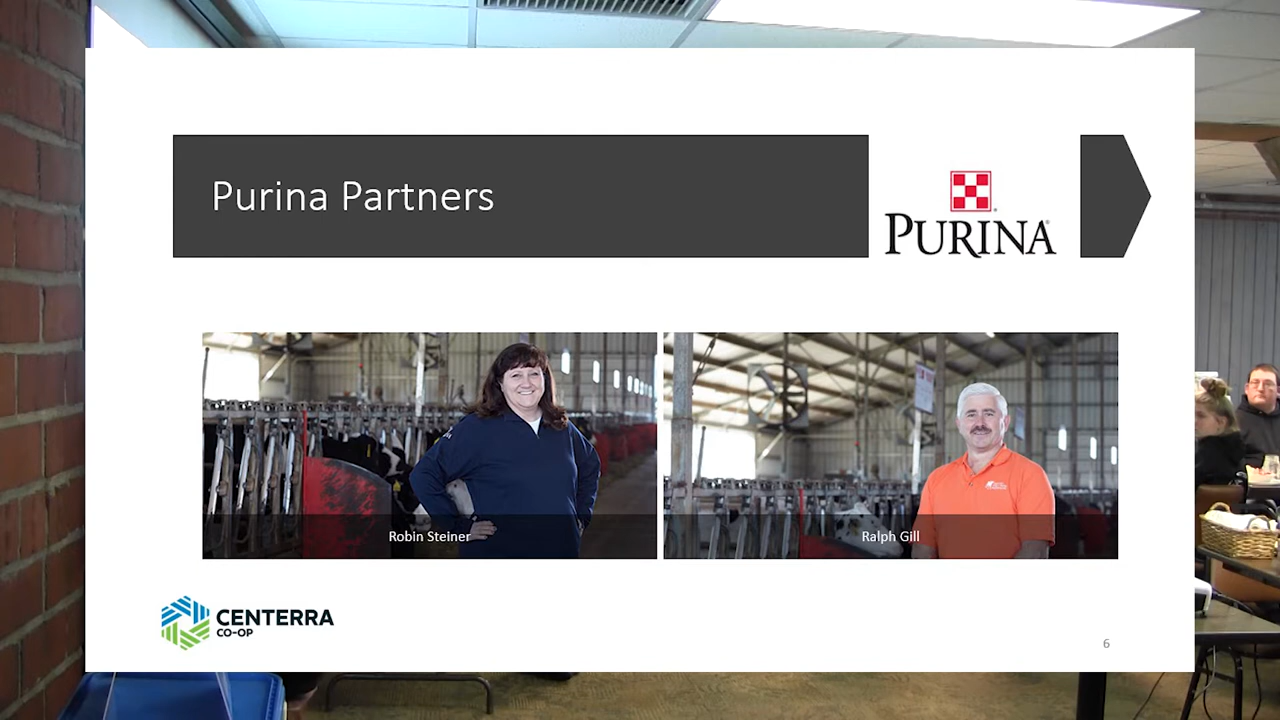 Purina Partners
PURINA
Robin Steiner
Ralph Gill
CENTERRA
CO-OP
6